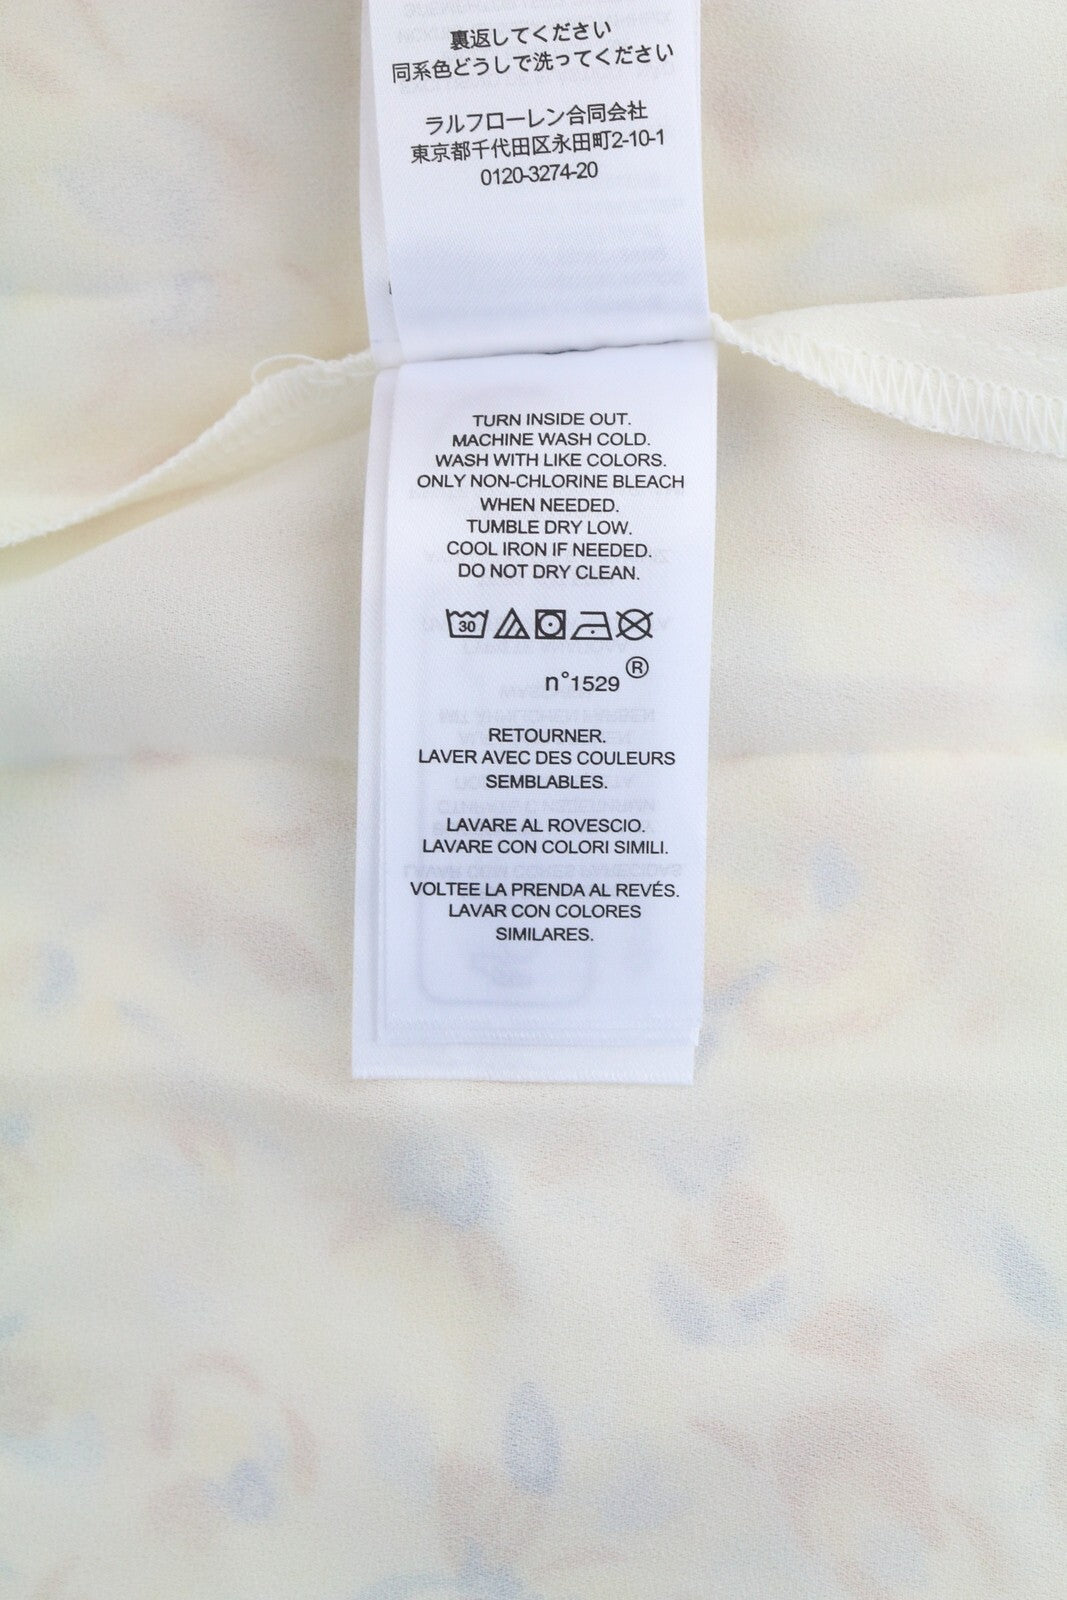 裏返してください
同系色どうしで洗ってください
ラルフローレン合同会社
東京都千代田区永田町2-10-1
0120-3274-20
TURN INSIDE OUT.
MACHINE WASH COLD.
WASH WITH LIKE COLORS.
ONLY NON-CHLORINE BLEACH
WHEN NEEDED.
TUMBLE DRY LOW.
COOL IRON IF NEEDED.
DO NOT DRY CLEAN.
30
n°1529®
RETOURNER.
LAVER AVEC DES COULEURS
SEMBLABLES.
LAVARE AL ROVESCIO.
LAVARE CON COLORI SIMILI.
VOLTEE LA PRENDA AL REVÉS.
LAVAR CON COLORES
SIMILARES.